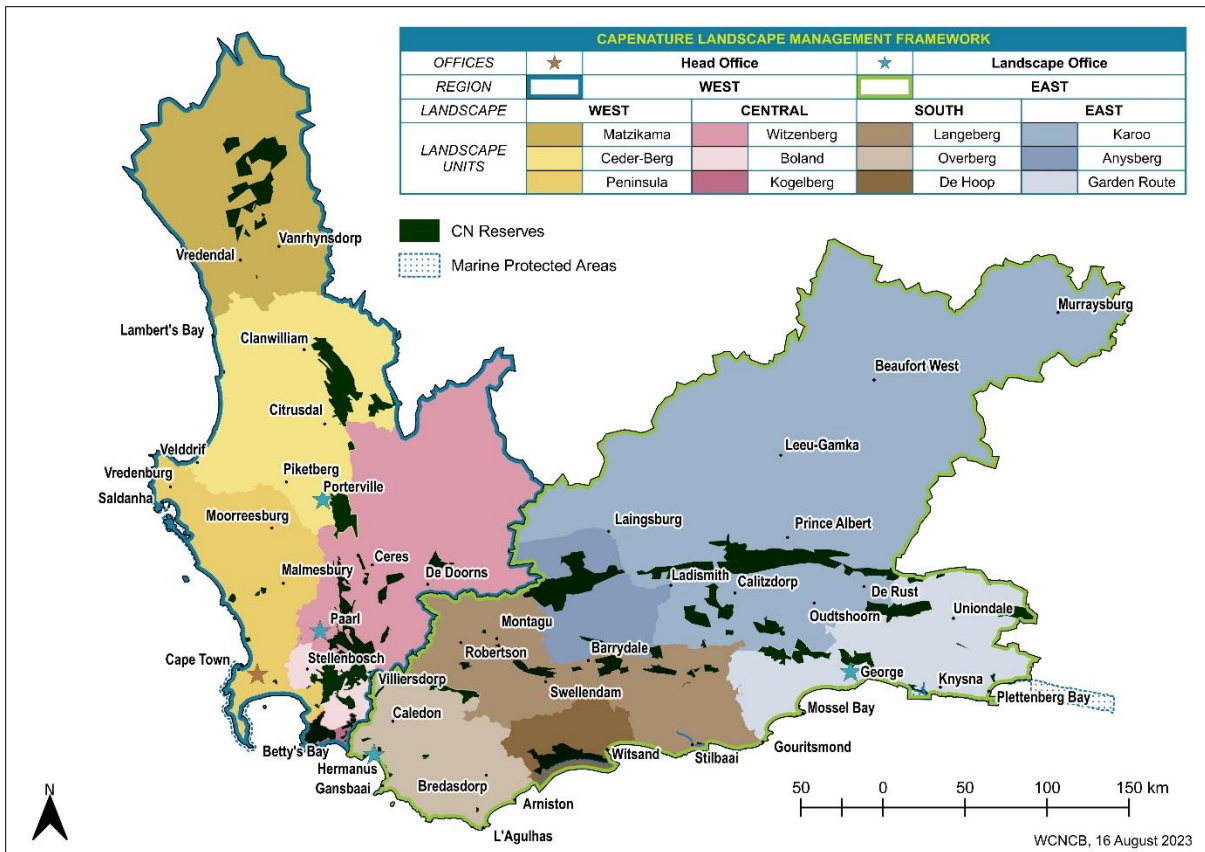 CAPENATURE LANDSCAPE MANAGEMENT FRAMEWORK
OFFICES Head Office Landscape Office
REGION WEST EAST
LANDSCAPE WEST CENTRAL SOUTH EAST
LANDSCAPE UNITS
Matzikama Witzenberg Langeberg Karoo
Ceder-Berg Boland Overberg Anysberg
Peninsula Kogelberg De Hoop Garden Route
CN Reserves
Marine Protected Areas
Vanrhynsdorp
Vredendal
Murraysburg
Lambert's Bay
Clanwilliam
Beaufort West
Citrusdal
Velddrif
Leeu-Gamka
Vredenburg
Piketberg
Saldanha
Porterville
Moorreesburg
Laingsburg
Prince Albert
Ceres
Malmesbury
De Doorns
Ladismith
Calitzdorp
De Rust
Oudtshoorn
Uniondale
Paarl
Montagu
Robertson
Barrydale
Cape Town
Stellenbosch
Villiersdorp
George
Knysna
Swellendam
Plettenberg Bay
Caledon
Mossel Bay
Betty's Bay
Witsand
Stilbaai
Gouritsmond
Hermanus
Gansbaai
Bredasdorp
Arniston
L'Agulhas
N
50 0 50 100 150 km
WCNCB, 16 August 2023